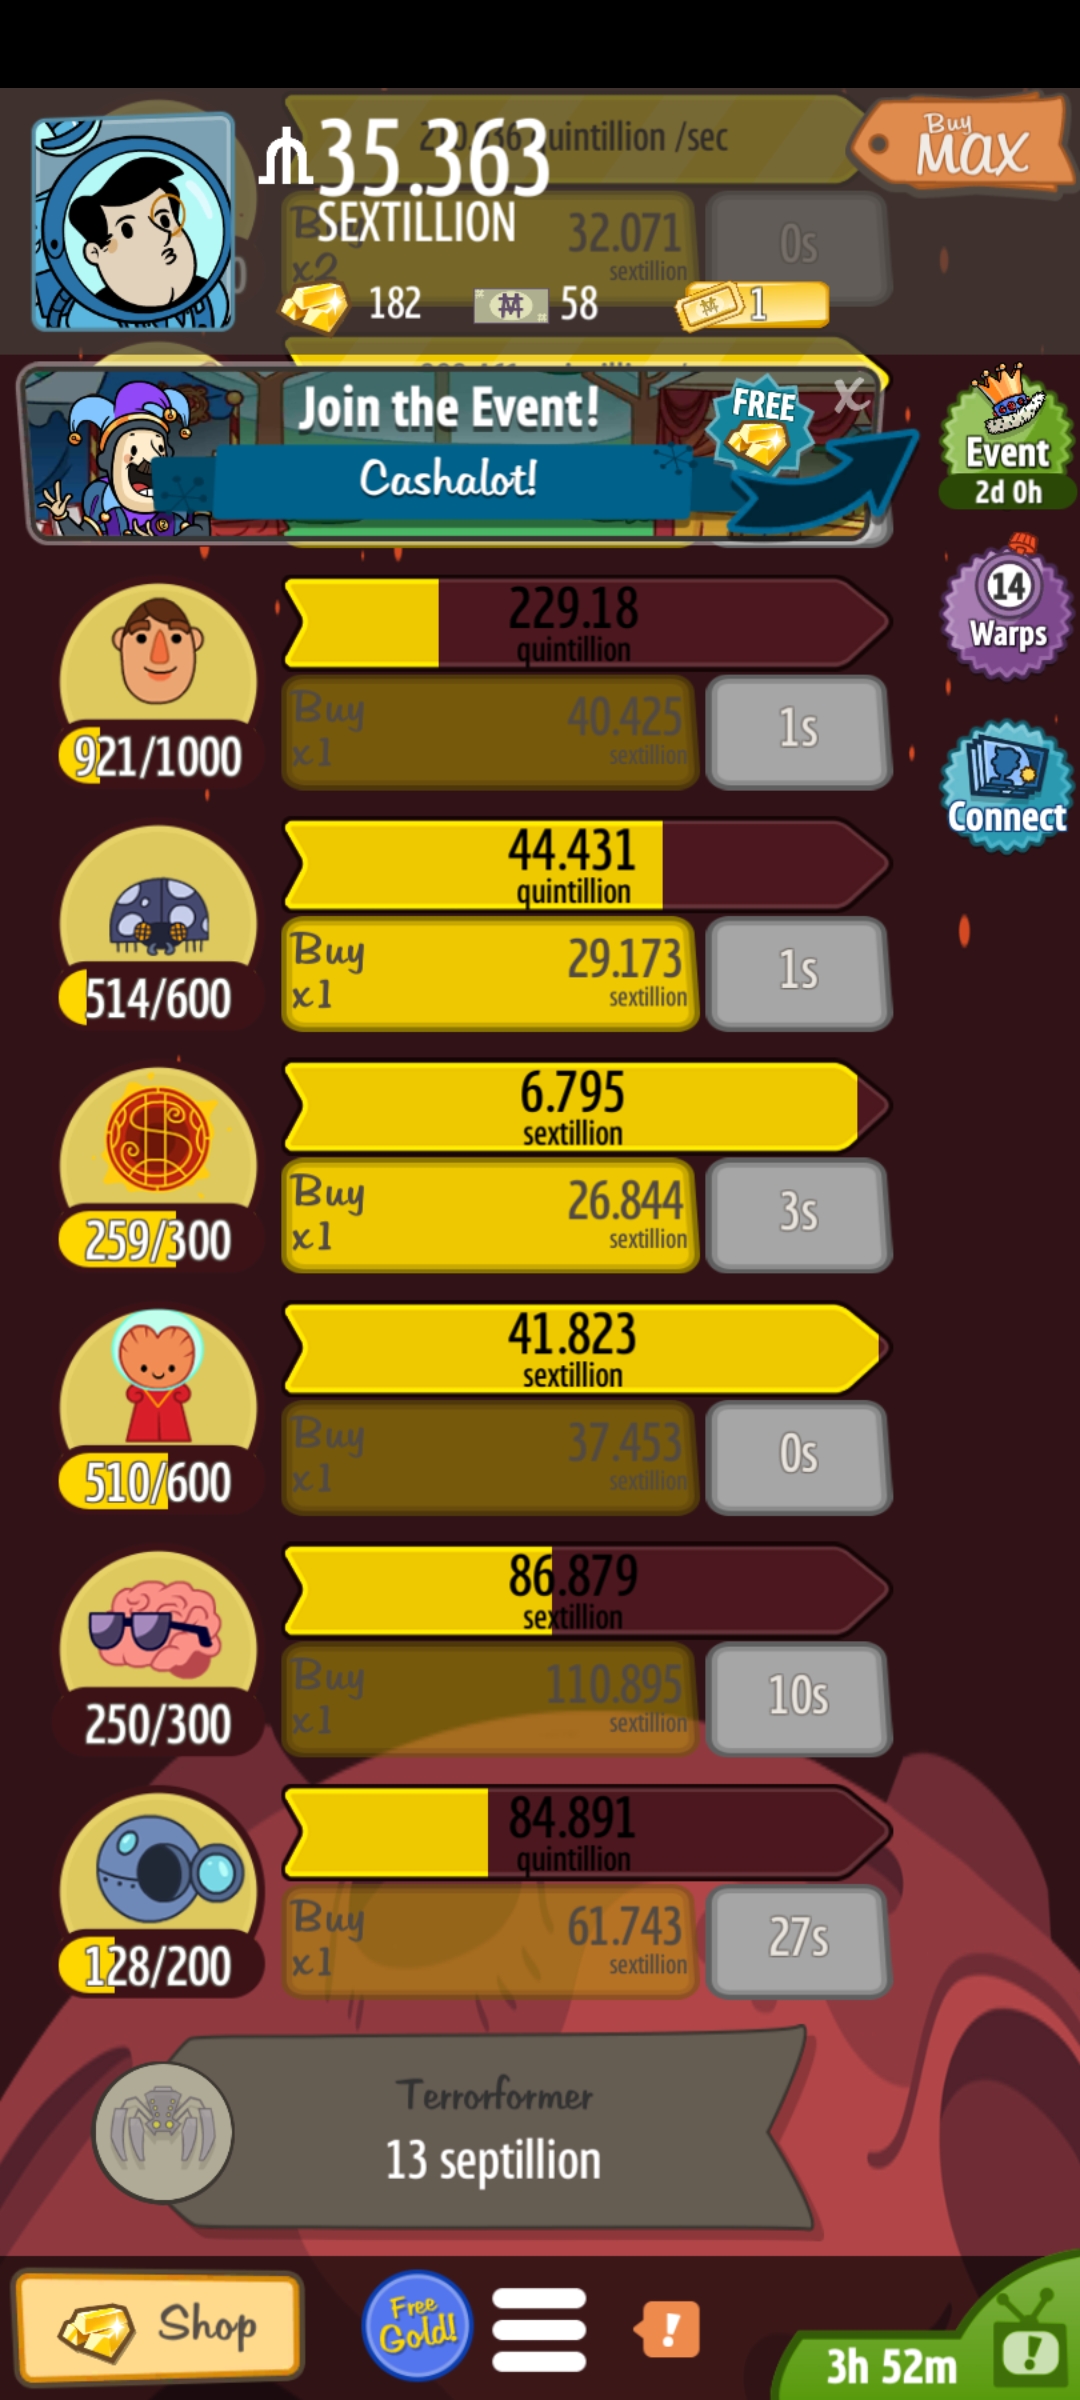 35.363
SEXTILLION
Buy
MAX
quintillion /sec
Buy
x2
32.071
sextillion
0s
182
58
1
Join the Event!
Cashalot!
FREE
X
Event
2d 0h
14
Warps
Connect
229.18
quintillion
921/1000
Buy
x1
40.425
sextillion
1s
44.431
quintillion
514/600
Buy
x1
29.173
sextillion
1s
6.795
sextillion
259/300
Buy
x1
26.844
sextillion
3s
41.823
sextillion
510/600
Buy
x1
37.453
sextillion
0s
86.879
sextillion
250/300
Buy
x1
110.895
sextillion
10s
84.891
quintillion
128/200
Buy
x1
61.743
sextillion
27s
Terrorformer
13 septillion
Shop
Free
Gold!
!
3h 52m
!